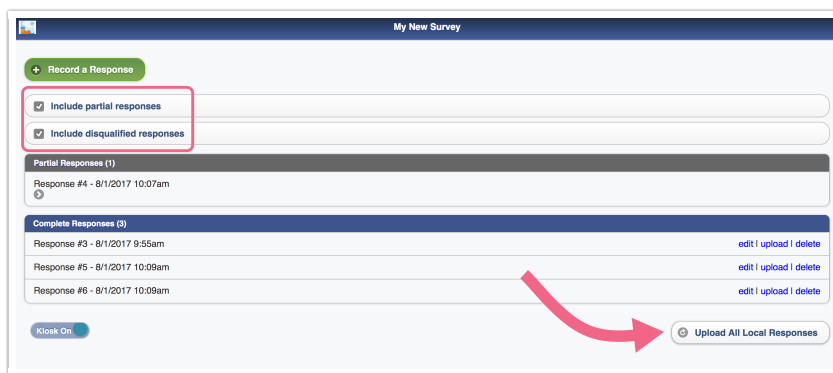 My New Survey
Record a Response
Include partial responses
Include disqualified responses
Partial Responses (1)
Response #4 - 8/1/2017 10:07am
Complete Responses (3)
Response #3 - 8/1/2017 9:55am edit | upload | delete
Response #5 - 8/1/2017 10:09am edit | upload | delete
Response #6 - 8/1/2017 10:09am edit | upload | delete
Kiosk On
Upload All Local Responses